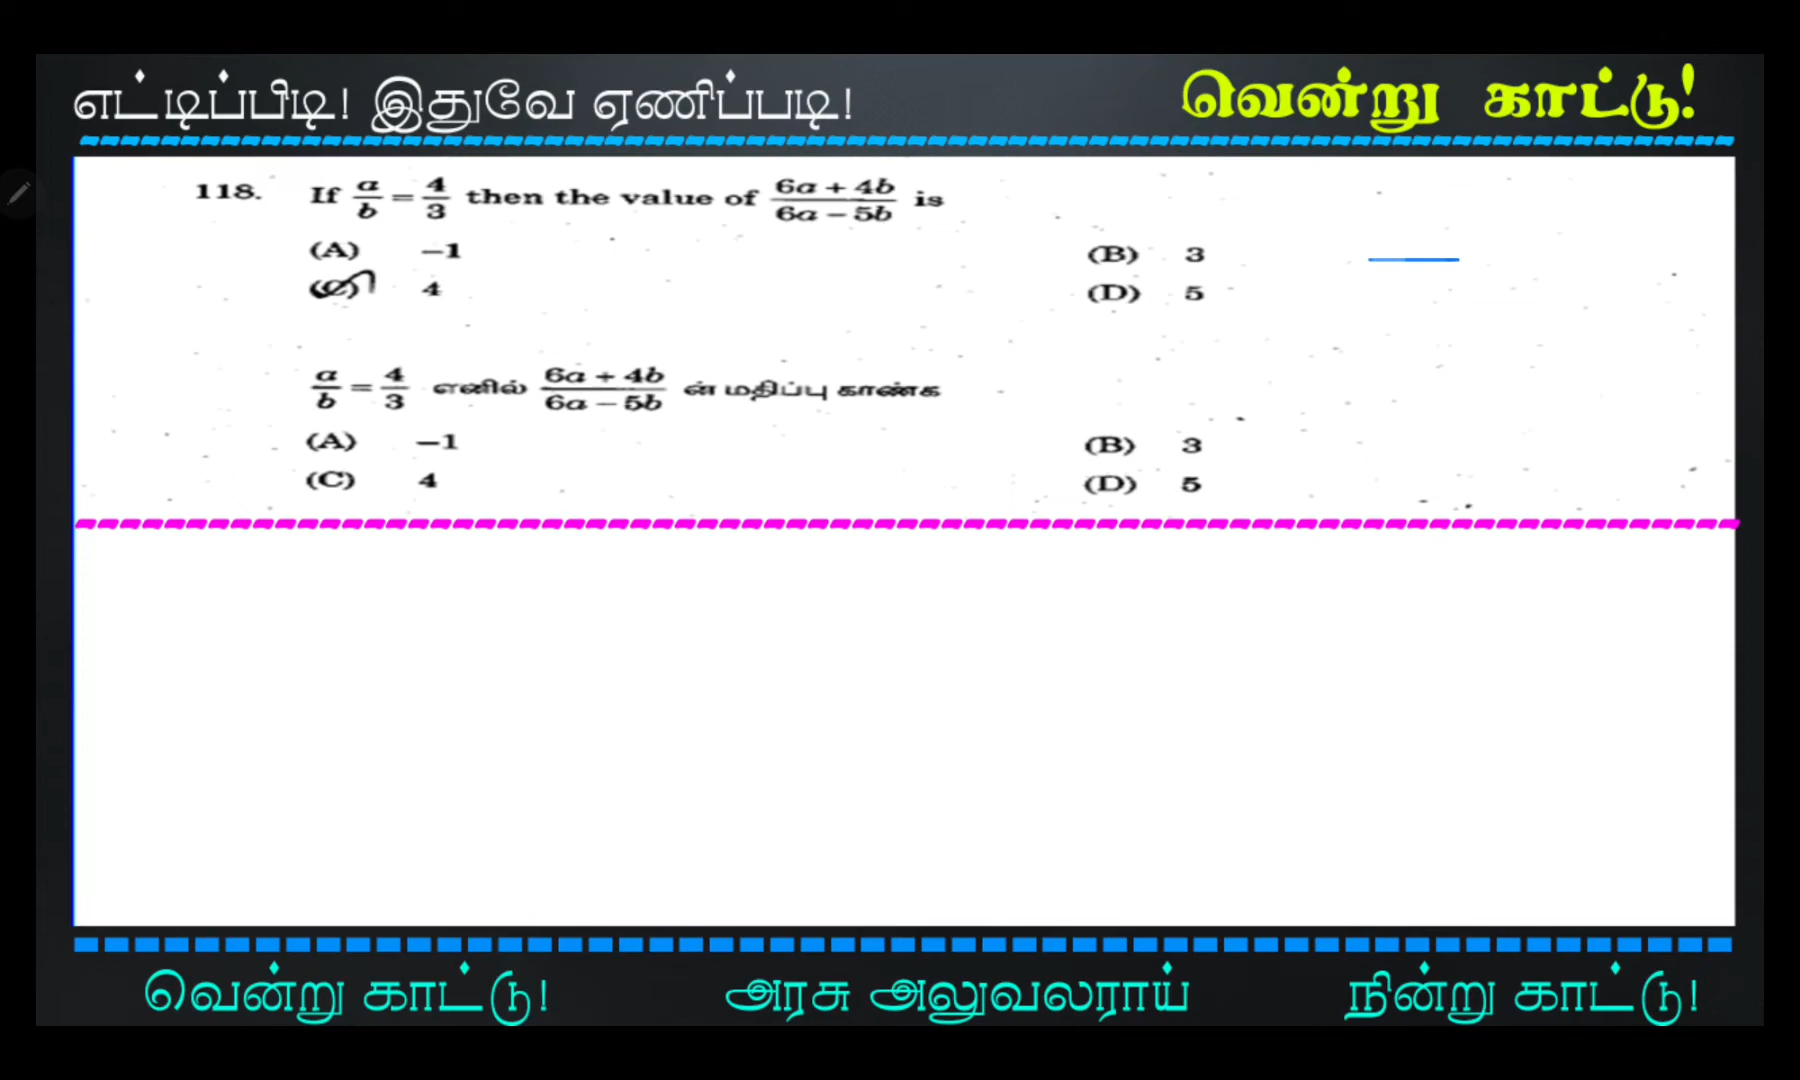 எட்டிப்பிடி! இதுவே ஏணிப்படி! வென்று காட்டு!
118. If a/b = 4/3 then the value of (6a + 4b)/(6a − 5b) is
(A) −1 (B) 3
(C) 4 (D) 5
a/b = 4/3 எனில் (6a + 4b)/(6a − 5b) ன் மதிப்பு காண்க
(A) −1 (B) 3
(C) 4 (D) 5
வென்று காட்டு! அரசு அலுவலராய் நின்று காட்டு!